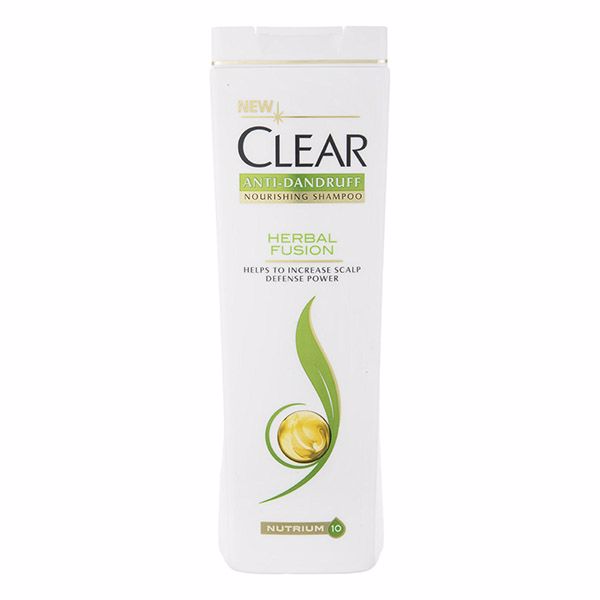 NEW
CLEAR
ANTI-DANDRUFF
NOURISHING SHAMPOO
HERBAL
FUSION
HELPS TO INCREASE SCALP
DEFENSE POWER
NUTRIUM 10